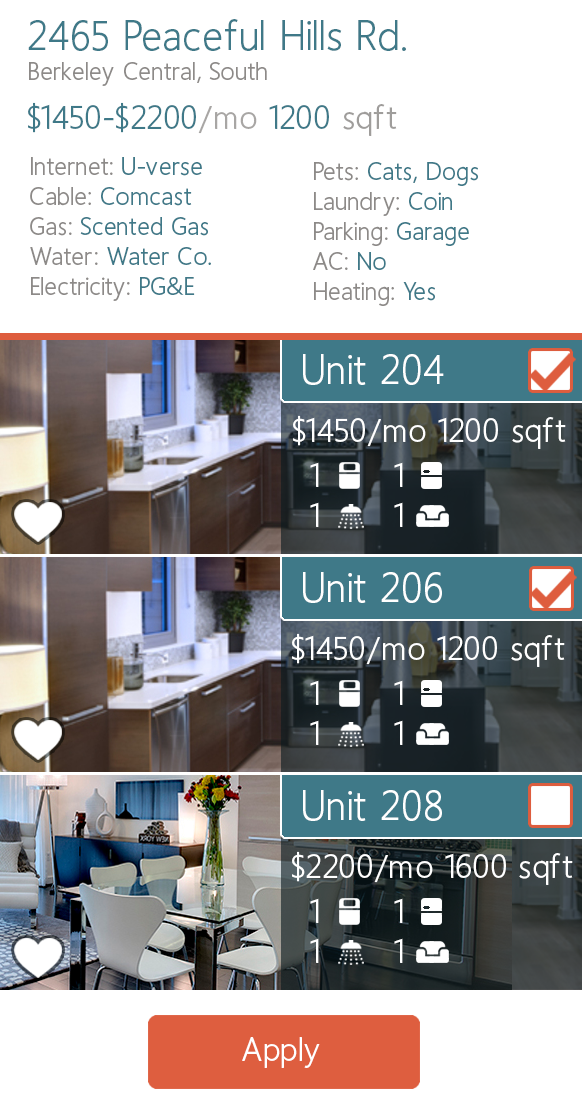 2465 Peaceful Hills Rd.
Berkeley Central, South
$1450-$2200/mo 1200 sqft
Internet: U-verse
Cable: Comcast
Gas: Scented Gas
Water: Water Co.
Electricity: PG&E
Pets: Cats, Dogs
Laundry: Coin
Parking: Garage
AC: No
Heating: Yes
Unit 204
$1450/mo 1200 sqft
1 1
1 1
Unit 206
$1450/mo 1200 sqft
1 1
1 1
Unit 208
$2200/mo 1600 sqft
1 1
1 1
Apply